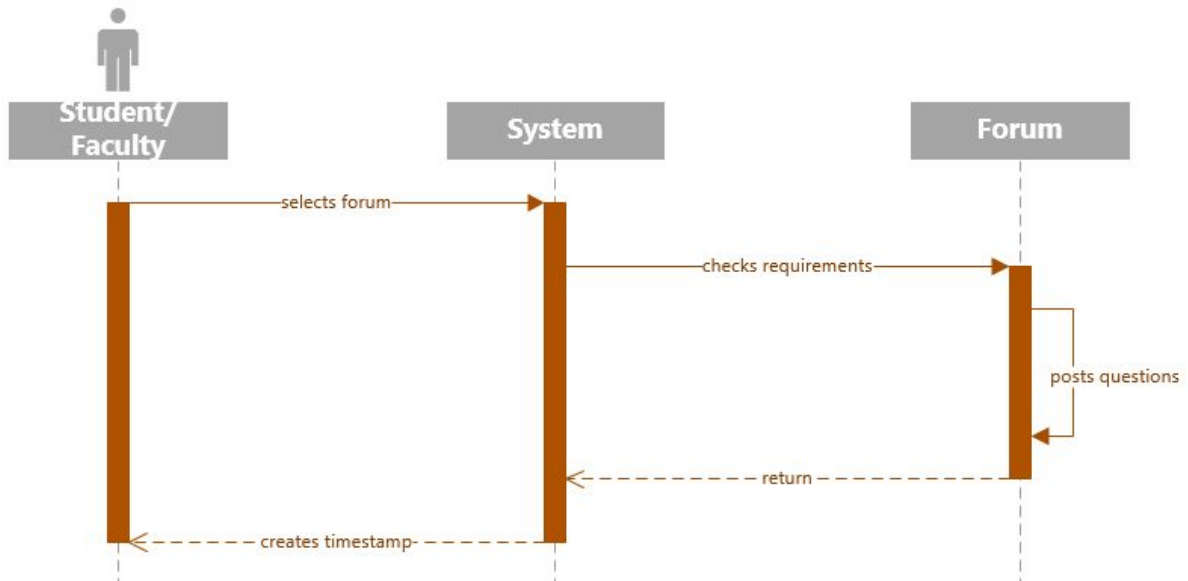 Student/
Faculty
System
Forum
selects forum
checks requirements
posts questions
return
creates timestamp